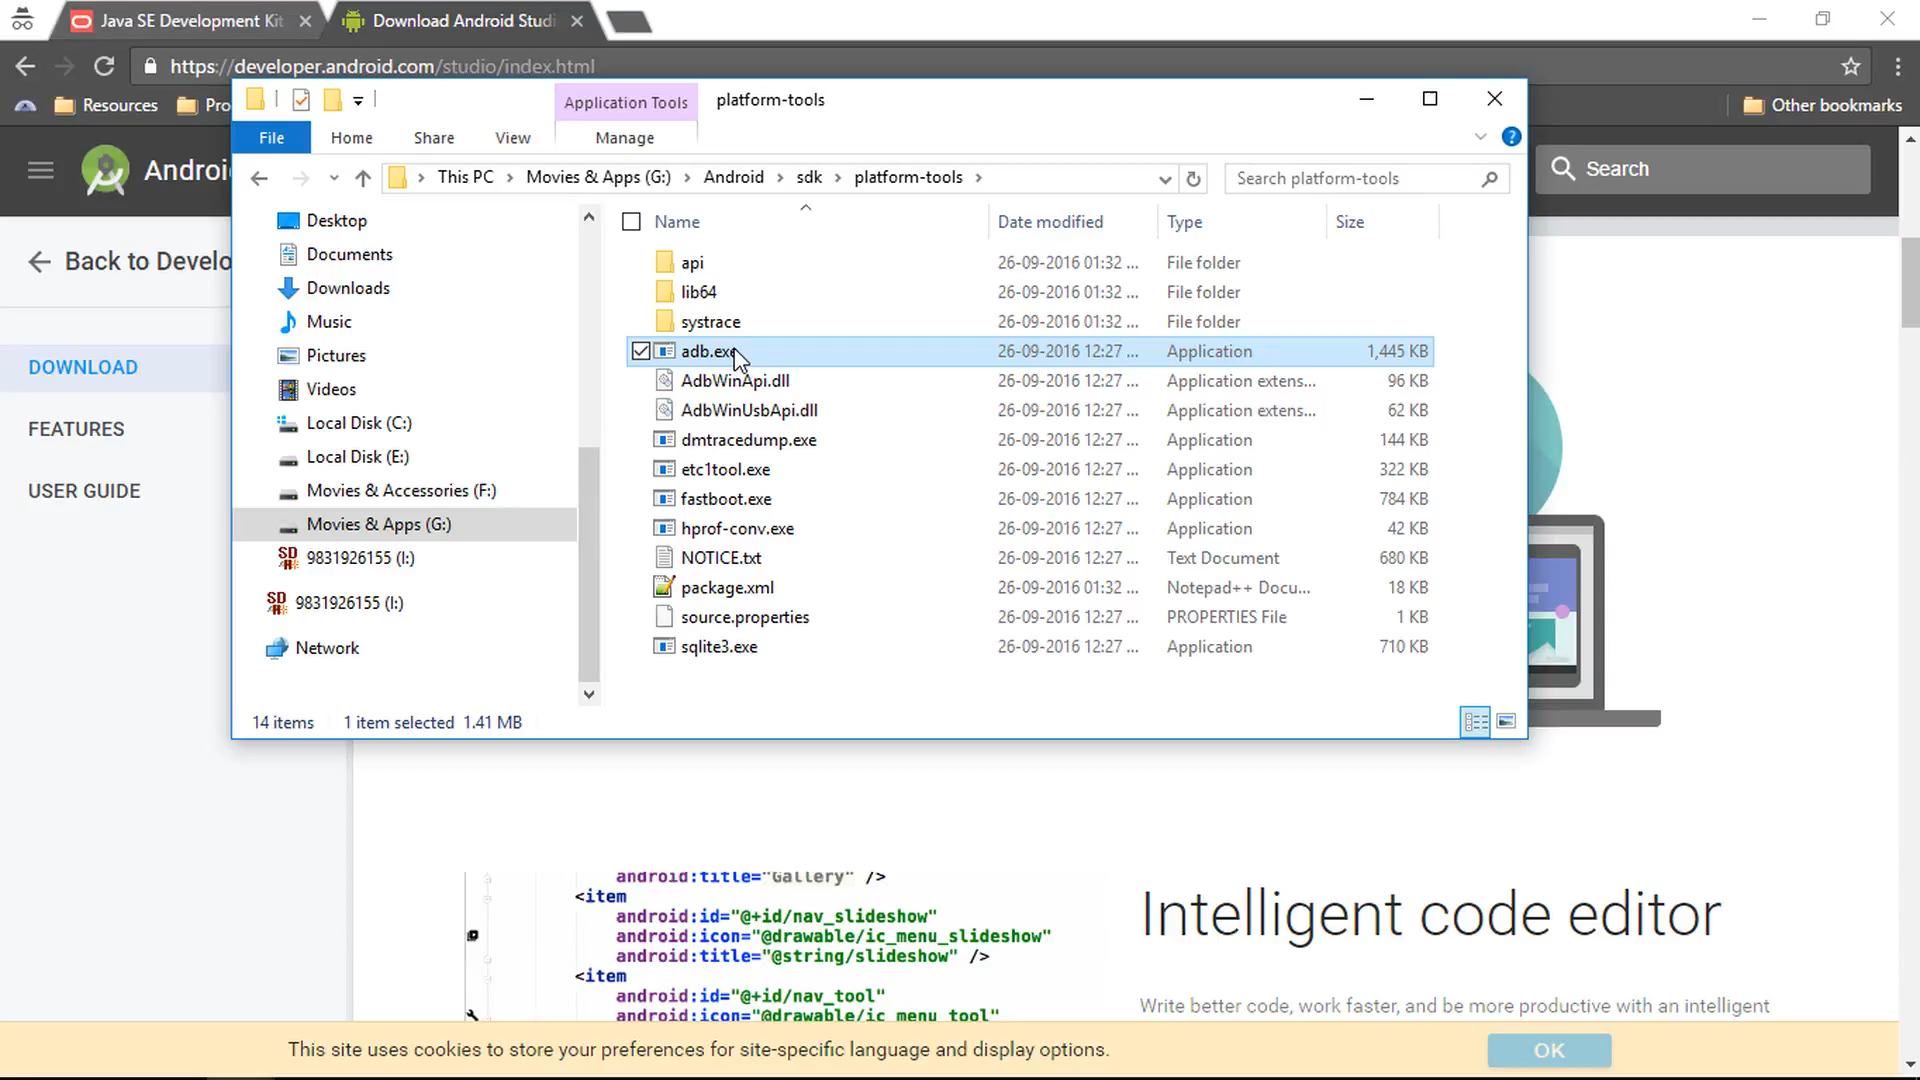 Java SE Development Kit
Download Android Studi
https://developer.android.com/studio/index.html
Resources
Pro
Other bookmarks
Application Tools
platform-tools
File
Home
Share
View
Manage
This PC > Movies & Apps (G:) > Android > sdk > platform-tools >
Search platform-tools
Androi
Search
Back to Develo
DOWNLOAD
FEATURES
USER GUIDE
Desktop
Documents
Downloads
Music
Pictures
Videos
Local Disk (C:)
Local Disk (E:)
Movies & Accessories (F:)
Movies & Apps (G:)
9831926155 (I:)
9831926155 (I:)
Network
Name Date modified Type Size
api 26-09-2016 01:32 ... File folder
lib64 26-09-2016 01:32 ... File folder
systrace 26-09-2016 01:32 ... File folder
adb.exe 26-09-2016 12:27 ... Application 1,445 KB
AdbWinApi.dll 26-09-2016 12:27 ... Application extens... 96 KB
AdbWinUsbApi.dll 26-09-2016 12:27 ... Application extens... 62 KB
dmtracedump.exe 26-09-2016 12:27 ... Application 144 KB
etc1tool.exe 26-09-2016 12:27 ... Application 322 KB
fastboot.exe 26-09-2016 12:27 ... Application 784 KB
hprof-conv.exe 26-09-2016 12:27 ... Application 42 KB
NOTICE.txt 26-09-2016 12:27 ... Text Document 680 KB
package.xml 26-09-2016 01:32 ... Notepad++ Docu... 18 KB
source.properties 26-09-2016 12:27 ... PROPERTIES File 1 KB
sqlite3.exe 26-09-2016 12:27 ... Application 710 KB
14 items 1 item selected 1.41 MB
android:title="Gallery" />
<item
android:id="@+id/nav_slideshow"
android:icon="@drawable/ic_menu_slideshow"
android:title="@string/slideshow" />
<item
android:id="@+id/nav_tool"
android:icon="@drawable/ic_menu_tool"
Intelligent code editor
Write better code, work faster, and be more productive with an intelligent
This site uses cookies to store your preferences for site-specific language and display options.
OK